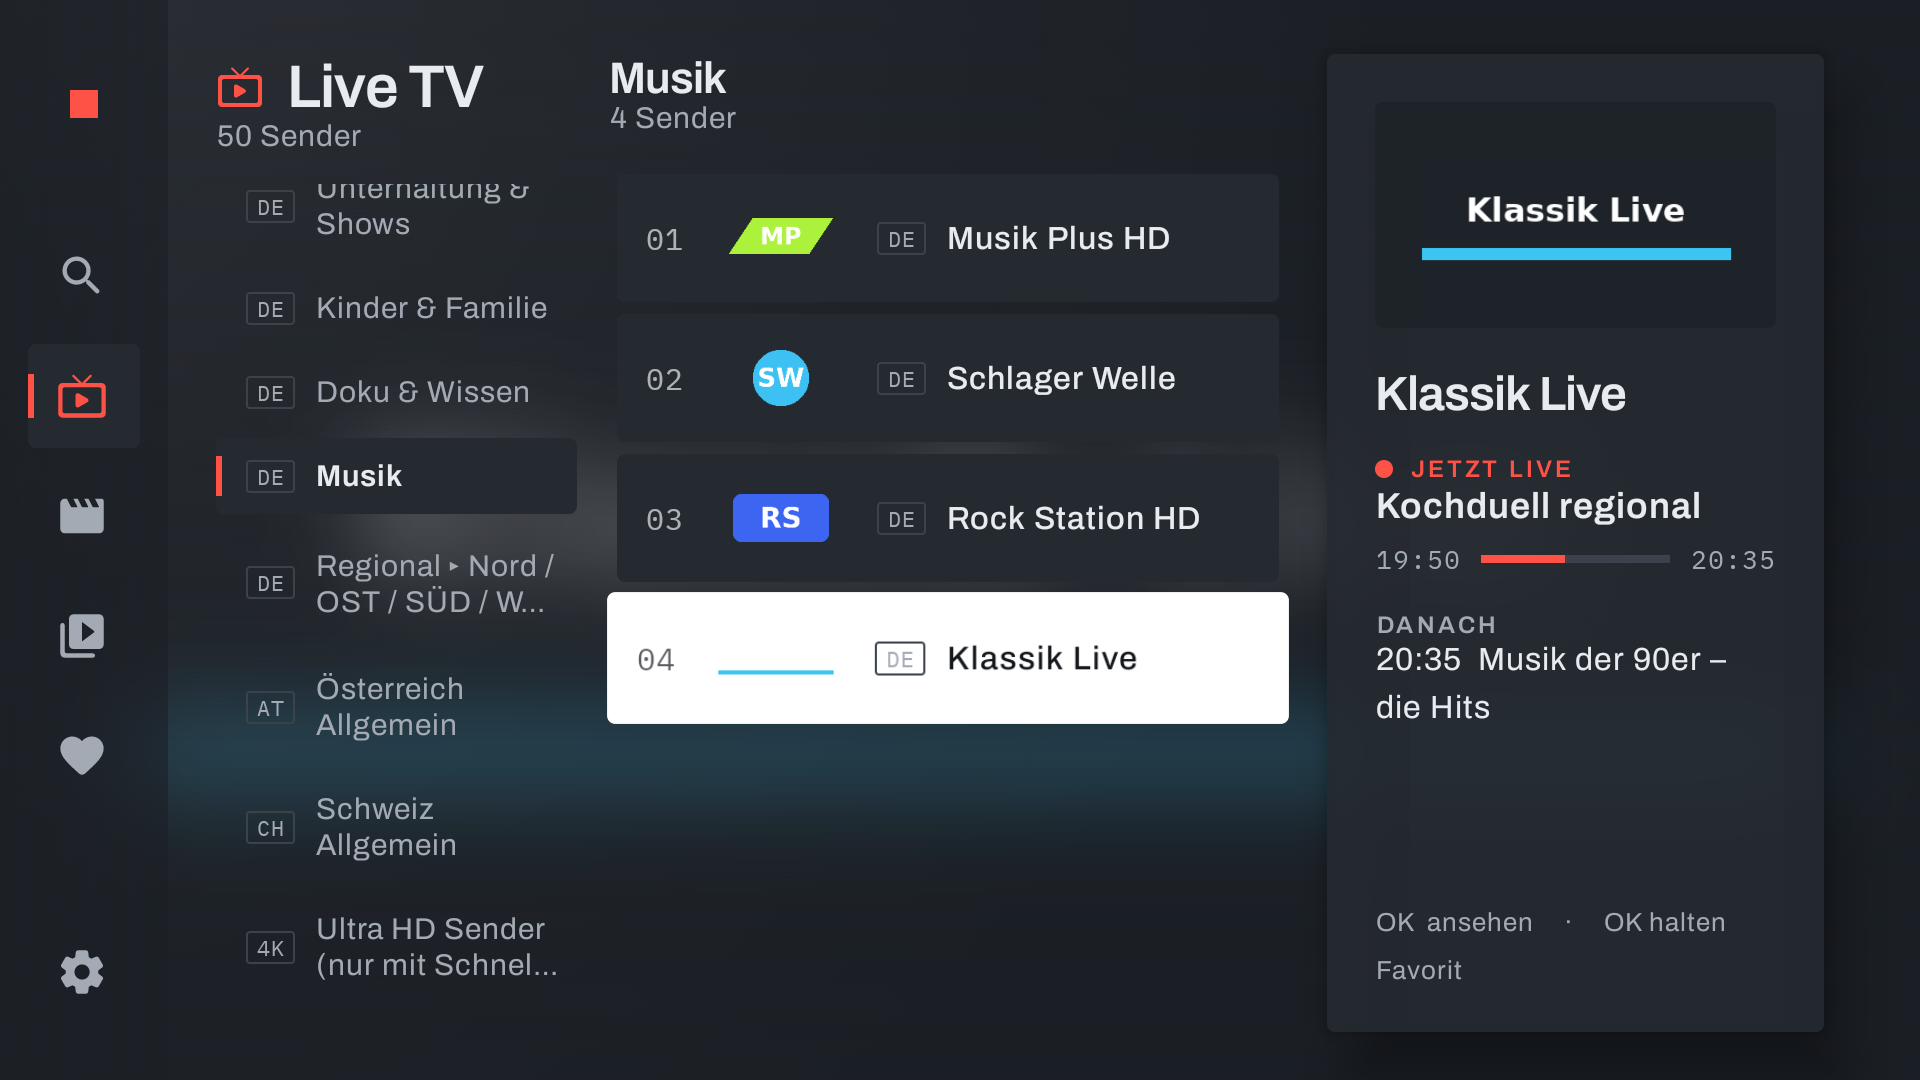 Live TV
50 Sender
DE Unterhaltung &
Shows
DE Kinder & Familie
DE Doku & Wissen
DE Musik
DE Regional ▸ Nord /
OST / SÜD / W...
AT Österreich
Allgemein
CH Schweiz
Allgemein
4K Ultra HD Sender
(nur mit Schnel...
Musik
4 Sender
01 MP DE Musik Plus HD
02 SW DE Schlager Welle
03 RS DE Rock Station HD
04 DE Klassik Live
Klassik Live
Klassik Live
JETZT LIVE
Kochduell regional
19:50 20:35
DANACH
20:35 Musik der 90er –
die Hits
OK ansehen · OK halten
Favorit